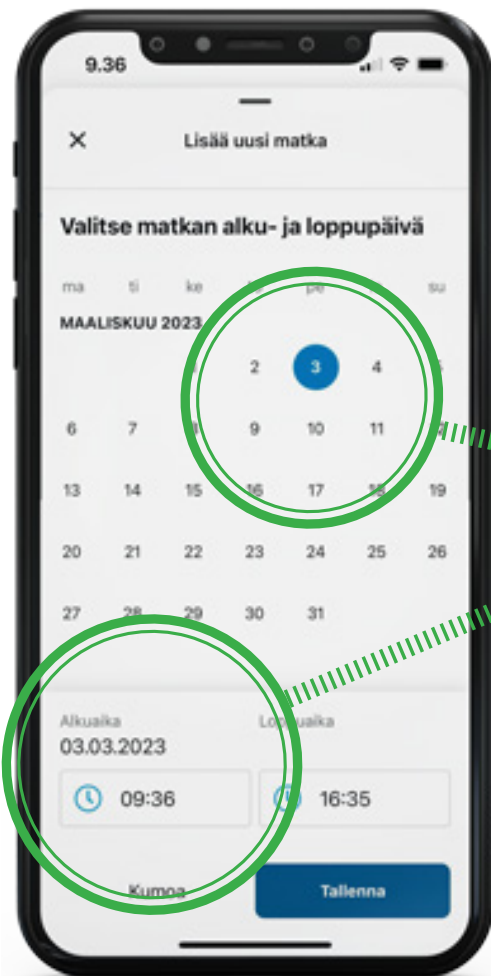 9.36
Lisää uusi matka
Valitse matkan alku- ja loppupäivä
ma ti ke pe su
MAALISKUU 2023
2 3 4
6 7 9 10 11
13 14 15 16 17 18 19
20 21 22 23 24 25 26
27 28 29 30 31
Alkuaika Loppuaika
03.03.2023
09:36 16:35
Kumoa Tallenna